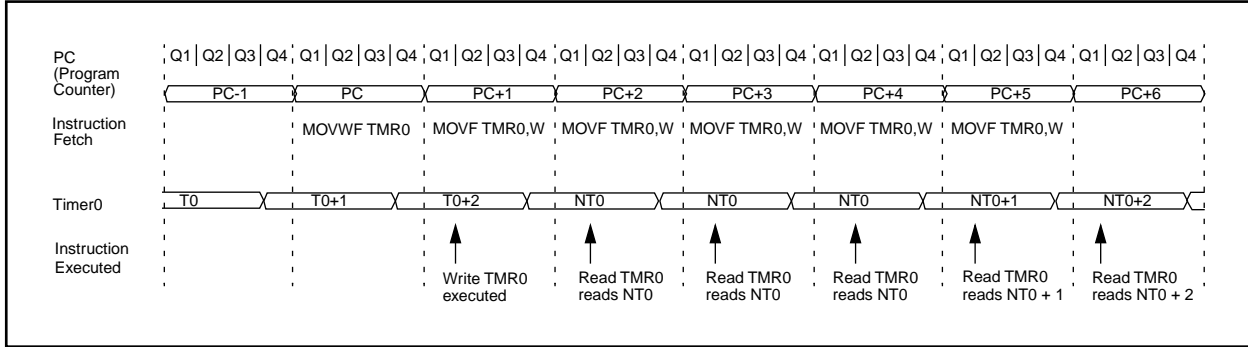 PC
(Program
Counter)
Q1 Q2 Q3 Q4 Q1 Q2 Q3 Q4 Q1 Q2 Q3 Q4 Q1 Q2 Q3 Q4 Q1 Q2 Q3 Q4 Q1 Q2 Q3 Q4 Q1 Q2 Q3 Q4 Q1 Q2 Q3 Q4
PC-1 PC PC+1 PC+2 PC+3 PC+4 PC+5 PC+6
Instruction
Fetch
MOVWF TMR0 MOVF TMR0,W MOVF TMR0,W MOVF TMR0,W MOVF TMR0,W MOVF TMR0,W
Timer0
T0 T0+1 T0+2 NT0 NT0 NT0 NT0+1 NT0+2
Instruction
Executed
Write TMR0
executed
Read TMR0
reads NT0
Read TMR0
reads NT0
Read TMR0
reads NT0
Read TMR0
reads NT0 + 1
Read TMR0
reads NT0 + 2